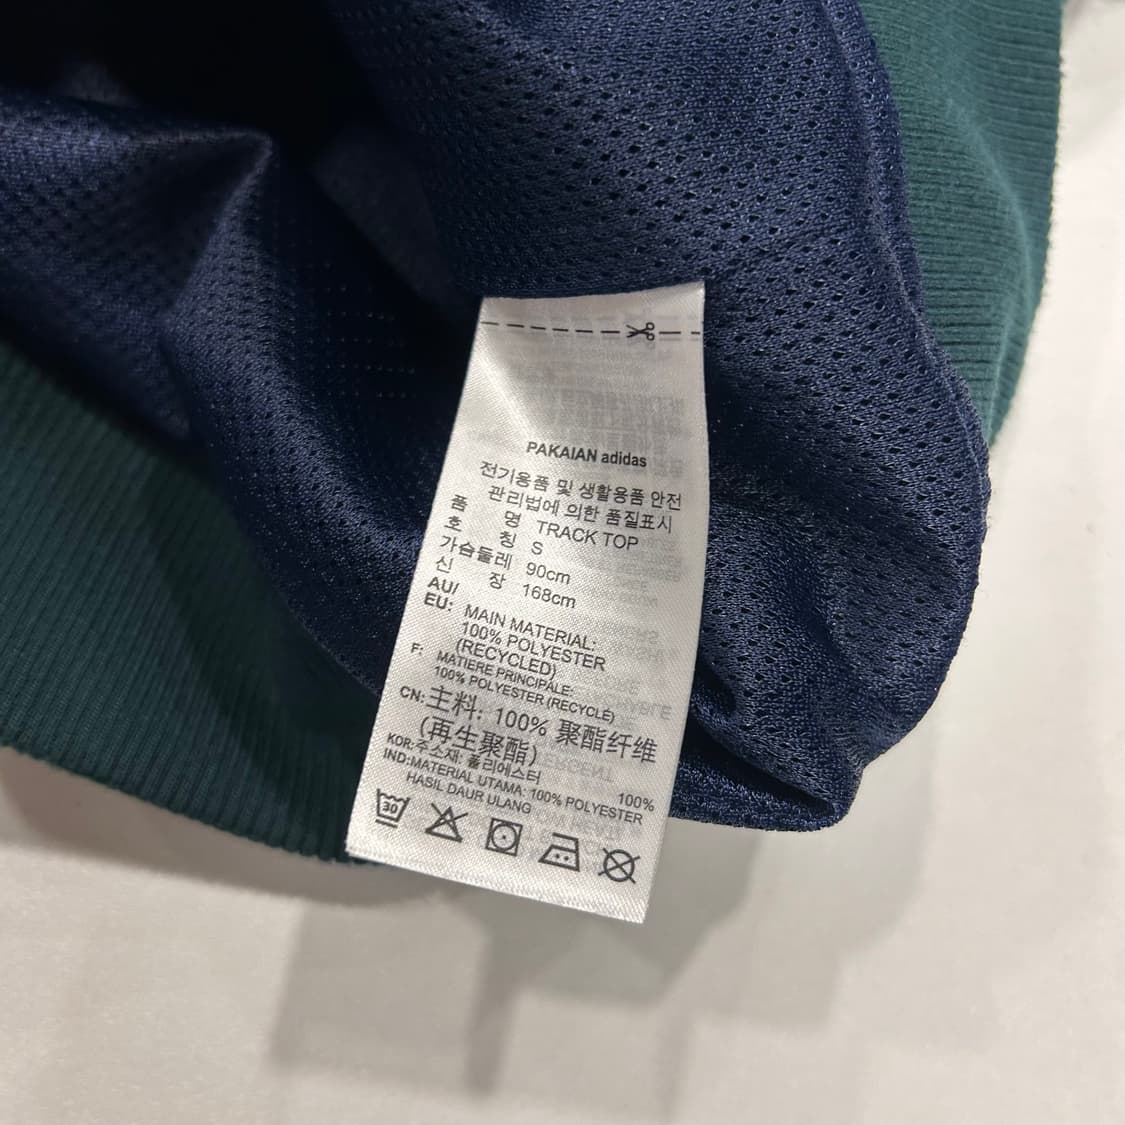 PAKAIAN adidas
전기용품 및 생활용품 안전
관리법에 의한 품질표시
품 명 TRACK TOP
호 칭 S
가슴둘레 90cm
신 장 168cm
AU/
EU: MAIN MATERIAL:
100% POLYESTER
(RECYCLED)
F: MATIERE PRINCIPALE:
100% POLYESTER (RECYCLÉ)
CN: 主料: 100% 聚酯纤维
(再生聚酯)
KOR:주소재: 폴리에스터 100%
IND:MATERIAL UTAMA: 100% POLYESTER
HASIL DAUR ULANG
30